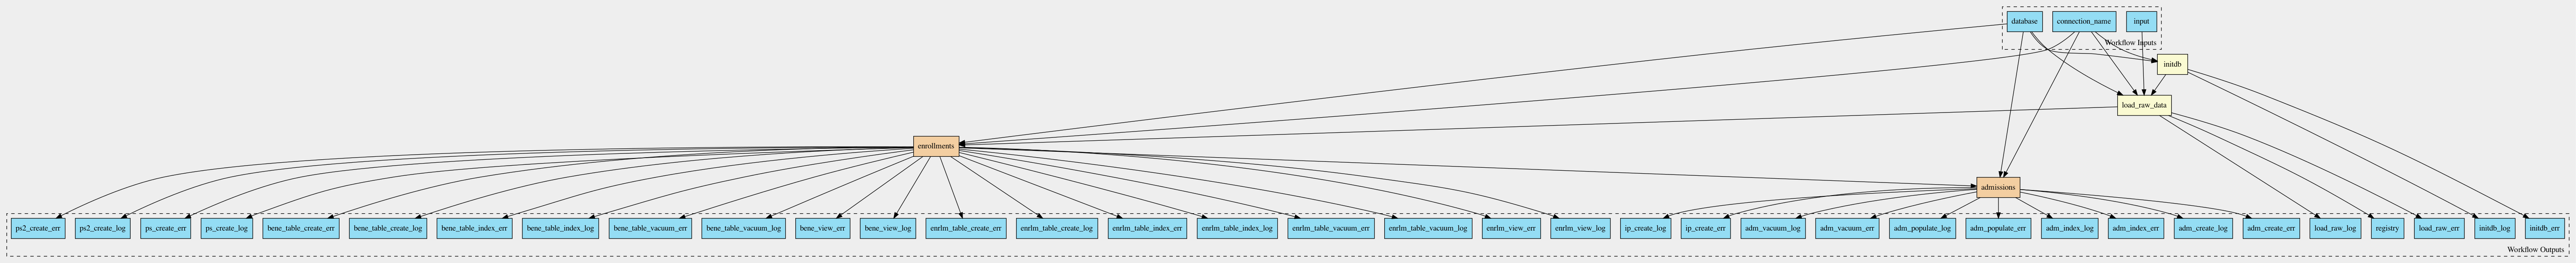 database
connection_name
input
Workflow Inputs
initdb
load_raw_data
enrollments
admissions
ps2_create_err
ps2_create_log
ps_create_err
ps_create_log
bene_table_create_err
bene_table_create_log
bene_table_index_err
bene_table_index_log
bene_table_vacuum_err
bene_table_vacuum_log
bene_view_err
bene_view_log
enrlm_table_create_err
enrlm_table_create_log
enrlm_table_index_err
enrlm_table_index_log
enrlm_table_vacuum_err
enrlm_table_vacuum_log
enrlm_view_err
enrlm_view_log
ip_create_log
ip_create_err
adm_vacuum_log
adm_vacuum_err
adm_populate_log
adm_populate_err
adm_index_log
adm_index_err
adm_create_log
adm_create_err
load_raw_log
registry
load_raw_err
initdb_log
initdb_err
Workflow Outputs